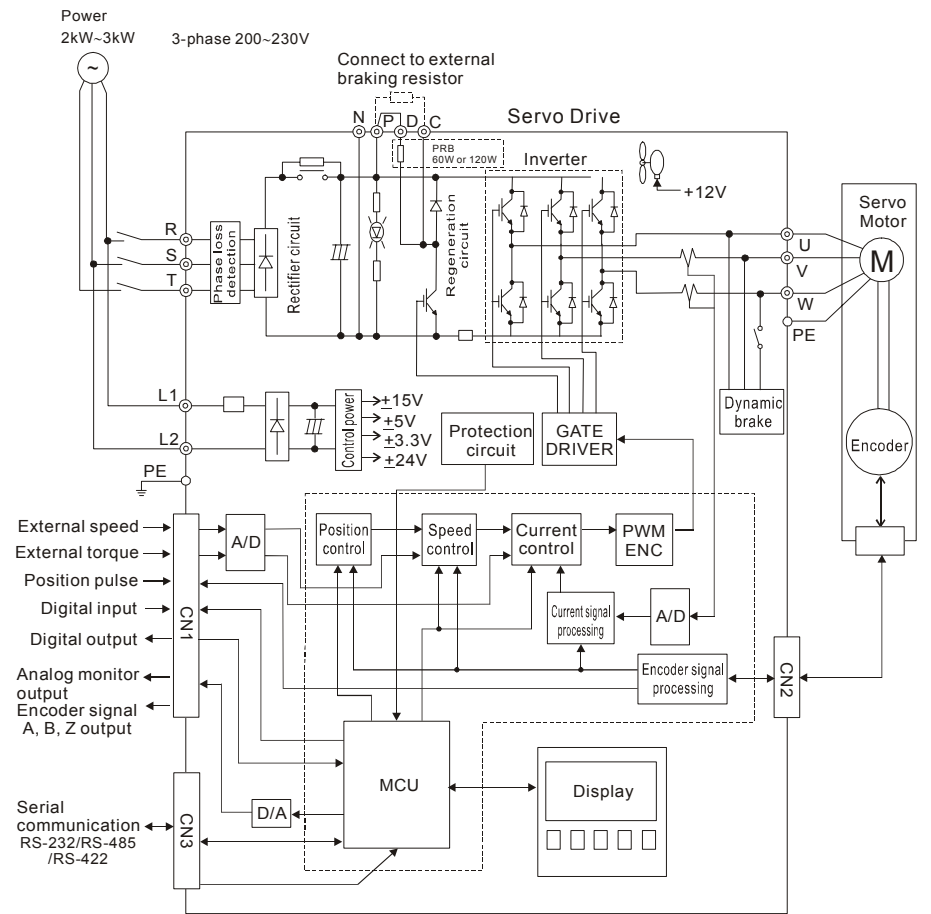 Power
2kW~3kW
3-phase 200~230V
~
Connect to external
braking resistor
N
P
D
C
Servo Drive
PRB
60W or 120W
Inverter
+12V
Servo
Motor
R
S
T
Phase loss
detection
Rectifier circuit
Regeneration
circuit
U
V
W
PE
M
L1
L2
PE
Control power
±15V
±5V
±3.3V
±24V
Protection
circuit
GATE
DRIVER
Dynamic
brake
Encoder
External speed
External torque
Position pulse
Digital input
Digital output
Analog monitor
output
Encoder signal
A, B, Z output
CN1
A/D
Position
control
Speed
control
Current
control
PWM
ENC
Current signal
processing
A/D
Encoder signal
processing
CN2
MCU
D/A
Display
Serial
communication
RS-232/RS-485
/RS-422
CN3